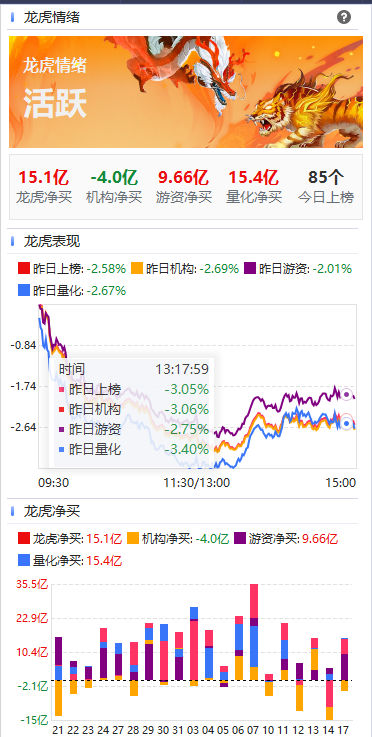 龙虎情绪 ?
龙虎情绪
活跃
15.1亿 -4.0亿 9.66亿 15.4亿 85个
龙虎净买 机构净买 游资净买 量化净买 今日上榜
龙虎表现
昨日上榜: -2.58% 昨日机构: -2.69% 昨日游资: -2.01%
昨日量化: -2.67%
-0.84
-1.74
-2.64
时间 13:17:59
昨日上榜 -3.05%
昨日机构 -3.06%
昨日游资 -2.75%
昨日量化 -3.40%
09:30 11:30/13:00 15:00
龙虎净买
龙虎净买: 15.1亿 机构净买: -4.0亿 游资净买: 9.66亿
量化净买: 15.4亿
35.5亿
22.9亿
10.4亿
-2.1亿
-15亿
21 22 23 24 27 28 29 30 31 03 04 05 06 07 10 11 12 13 14 17